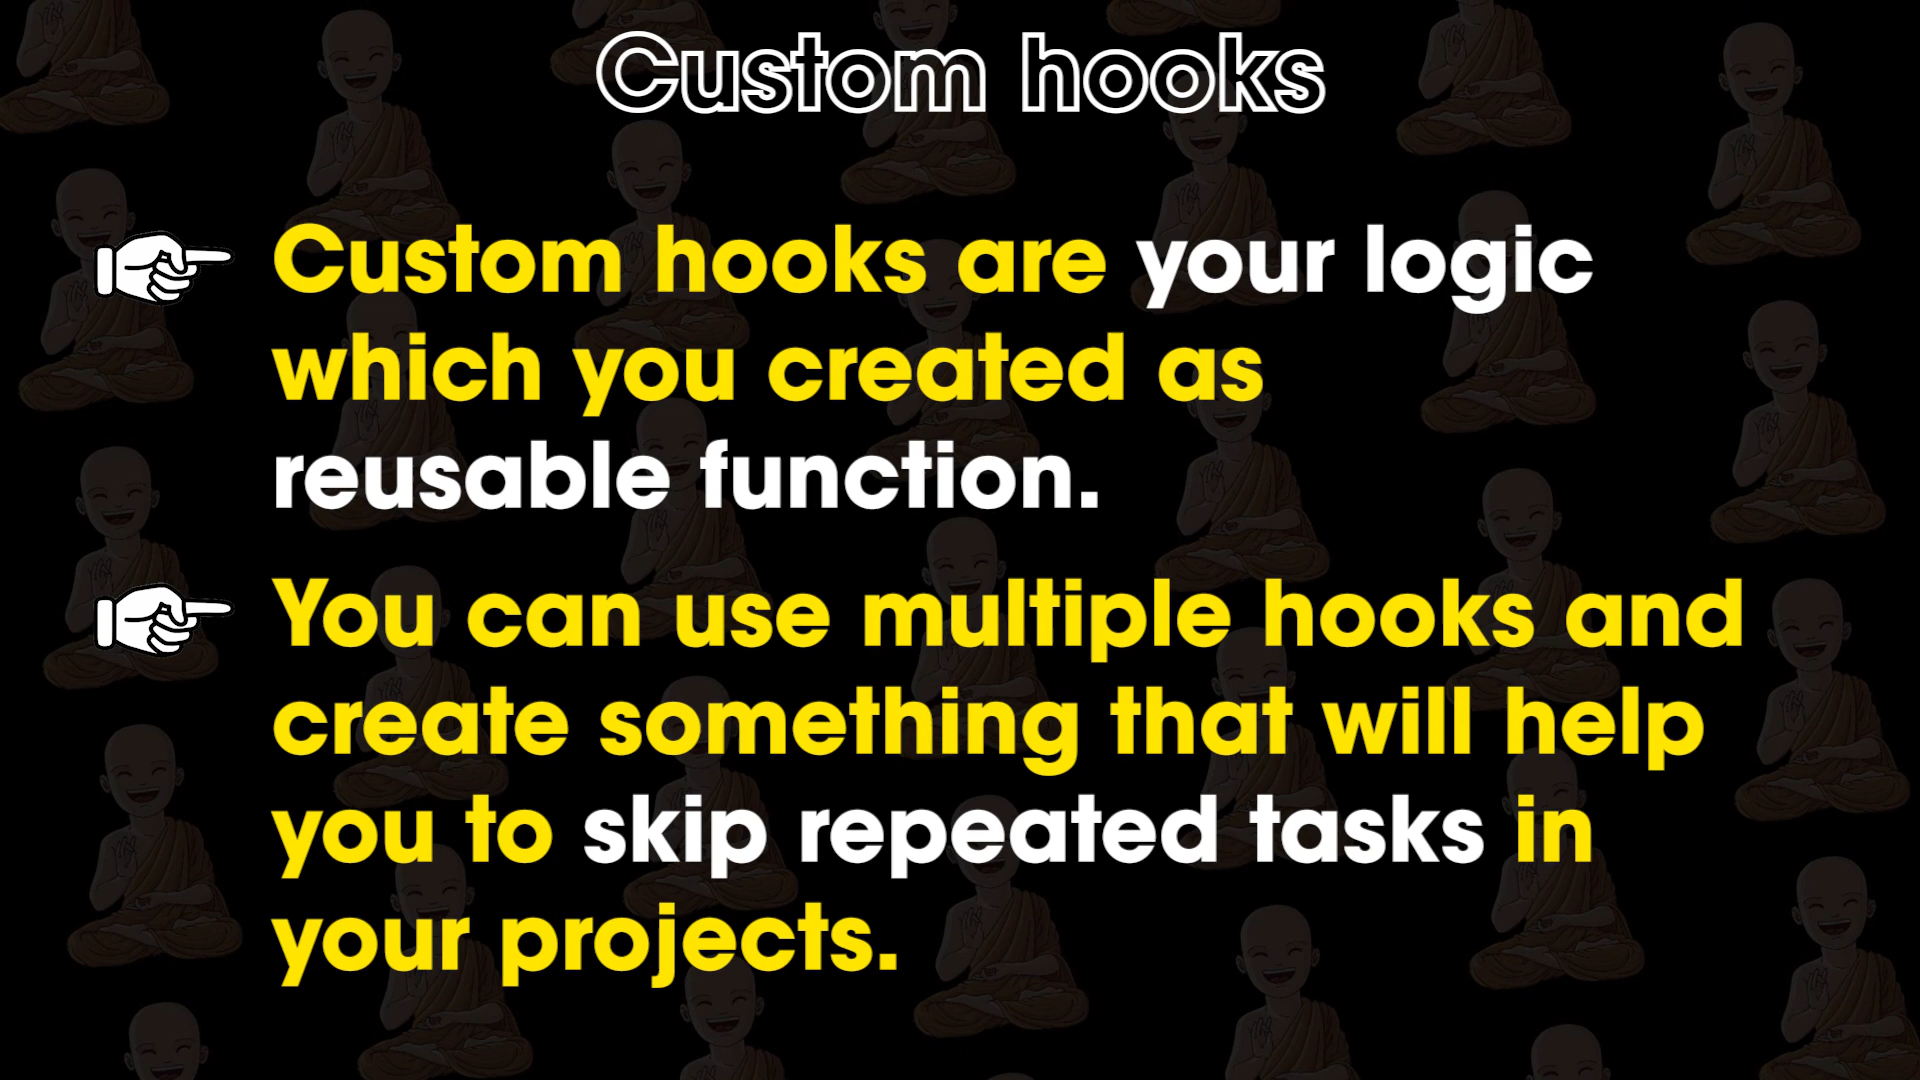 Custom hooks
Custom hooks are your logic
which you created as
reusable function.
You can use multiple hooks and
create something that will help
you to skip repeated tasks in
your projects.